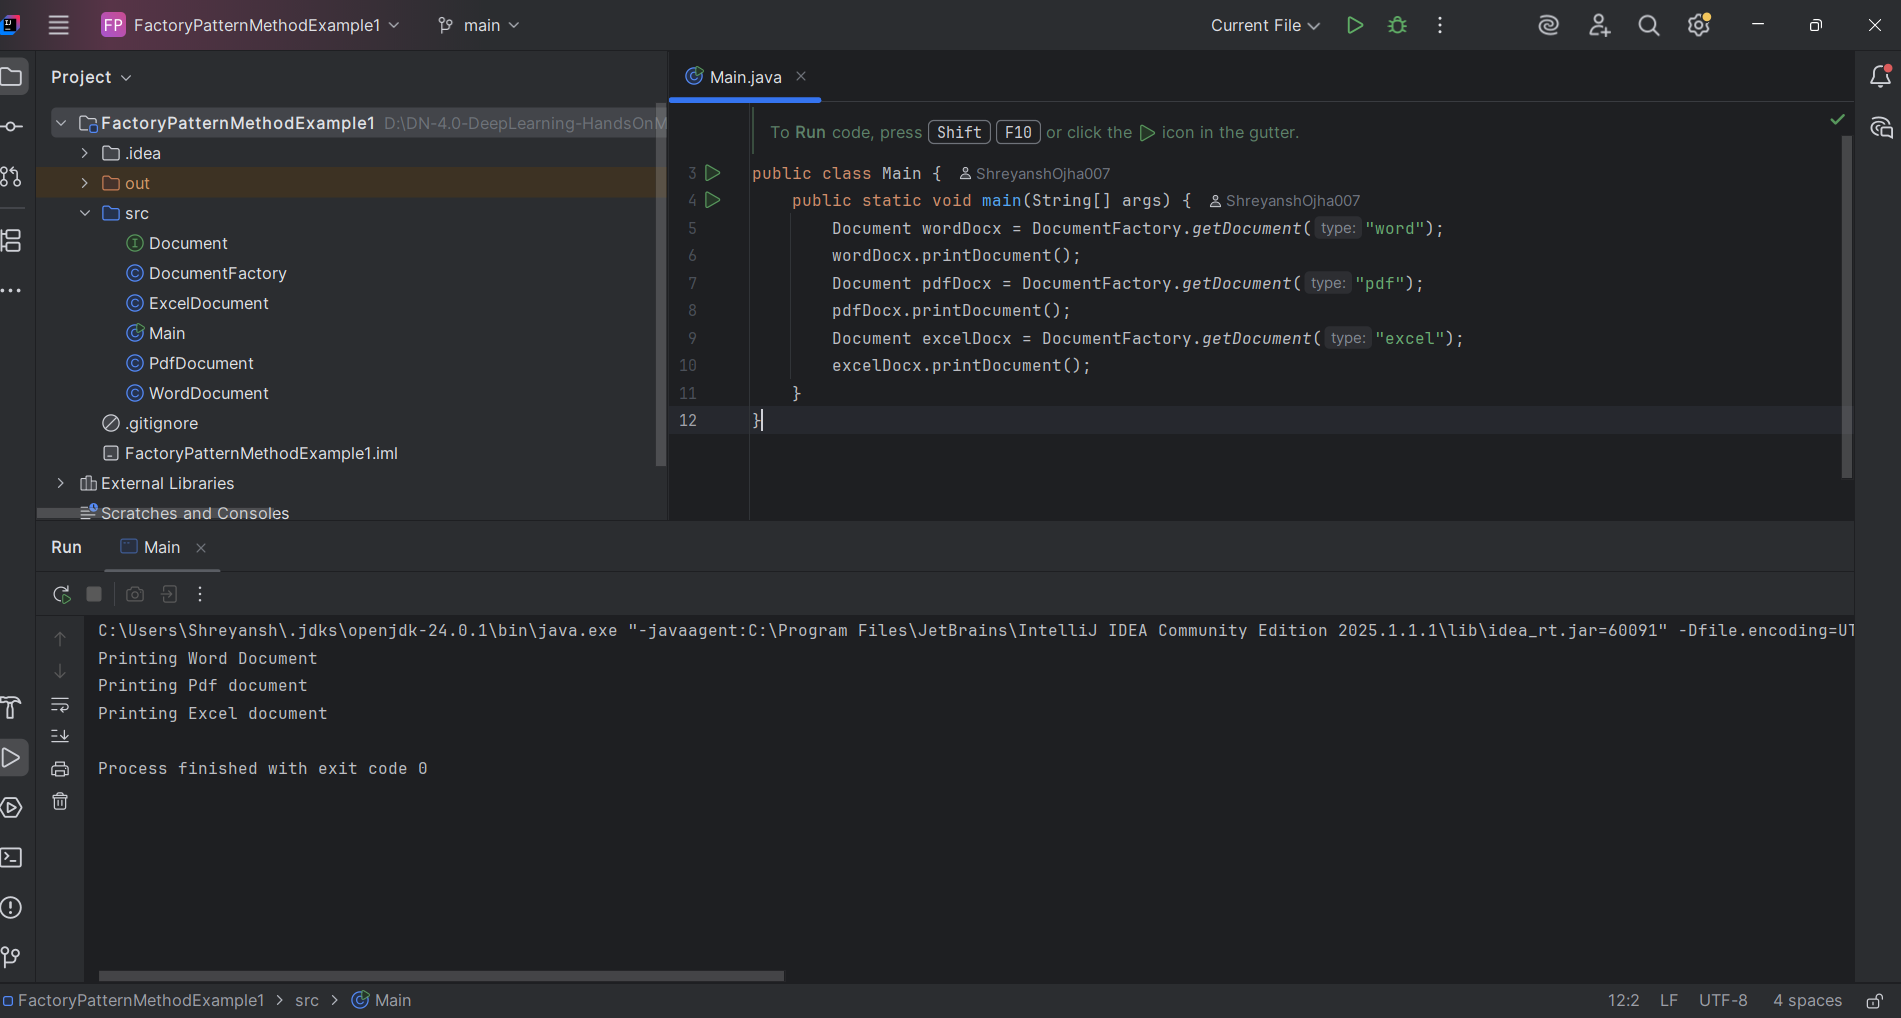 FP FactoryPatternMethodExample1 main Current File
Project
Main.java
FactoryPatternMethodExample1 D:\DN-4.0-DeepLearning-HandsOnM
.idea
out
src
Document
DocumentFactory
ExcelDocument
Main
PdfDocument
WordDocument
.gitignore
FactoryPatternMethodExample1.iml
External Libraries
Scratches and Consoles
To Run code, press Shift F10 or click the icon in the gutter.
3 public class Main { ShreyanshOjha007
4 public static void main(String[] args) { ShreyanshOjha007
5 Document wordDocx = DocumentFactory.getDocument( type: "word");
6 wordDocx.printDocument();
7 Document pdfDocx = DocumentFactory.getDocument( type: "pdf");
8 pdfDocx.printDocument();
9 Document excelDocx = DocumentFactory.getDocument( type: "excel");
10 excelDocx.printDocument();
11 }
12 }
Run Main
C:\Users\Shreyansh\.jdks\openjdk-24.0.1\bin\java.exe "-javaagent:C:\Program Files\JetBrains\IntelliJ IDEA Community Edition 2025.1.1.1\lib\idea_rt.jar=60091" -Dfile.encoding=UT
Printing Word Document
Printing Pdf document
Printing Excel document
Process finished with exit code 0
FactoryPatternMethodExample1 > src > Main 12:2 LF UTF-8 4 spaces